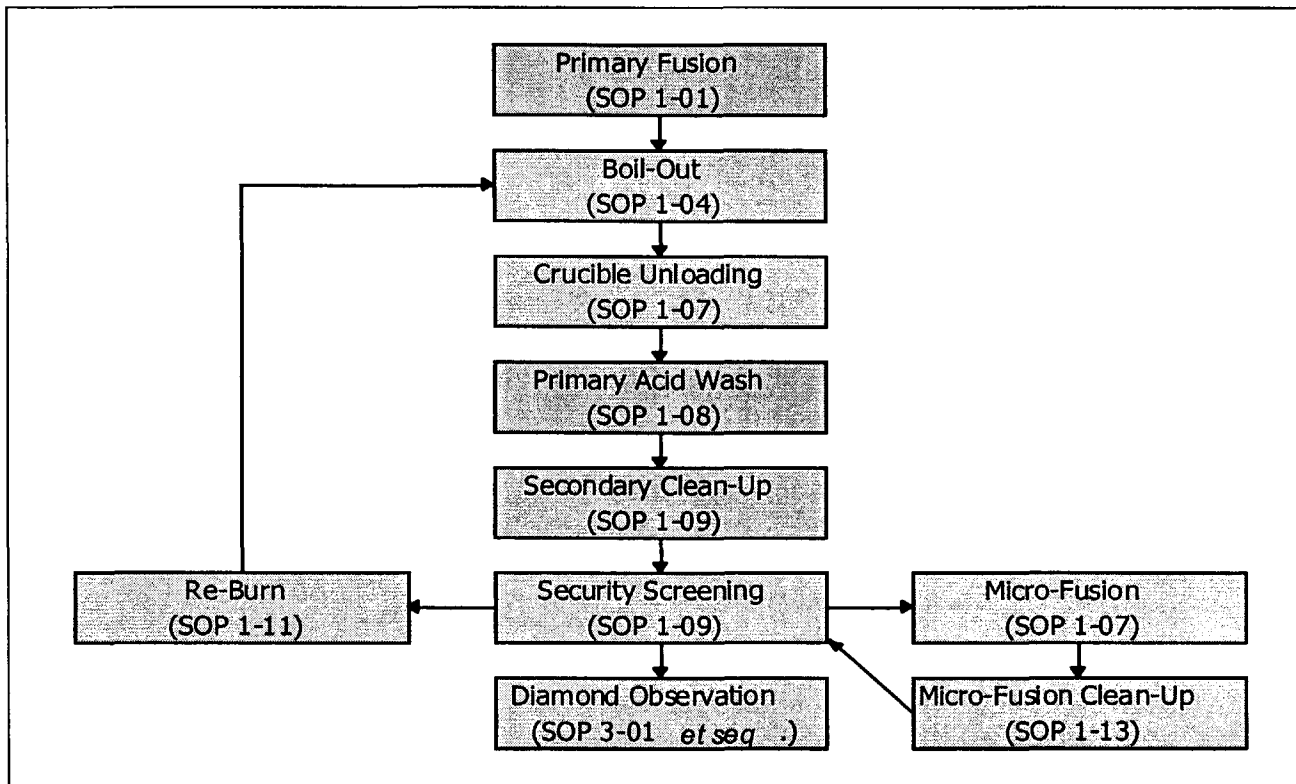 Primary Fusion
(SOP 1-01)
Boil-Out
(SOP 1-04)
Crucible Unloading
(SOP 1-07)
Primary Acid Wash
(SOP 1-08)
Secondary Clean-Up
(SOP 1-09)
Re-Burn
(SOP 1-11)
Security Screening
(SOP 1-09)
Micro-Fusion
(SOP 1-07)
Diamond Observation
(SOP 3-01 et seq .)
Micro-Fusion Clean-Up
(SOP 1-13)